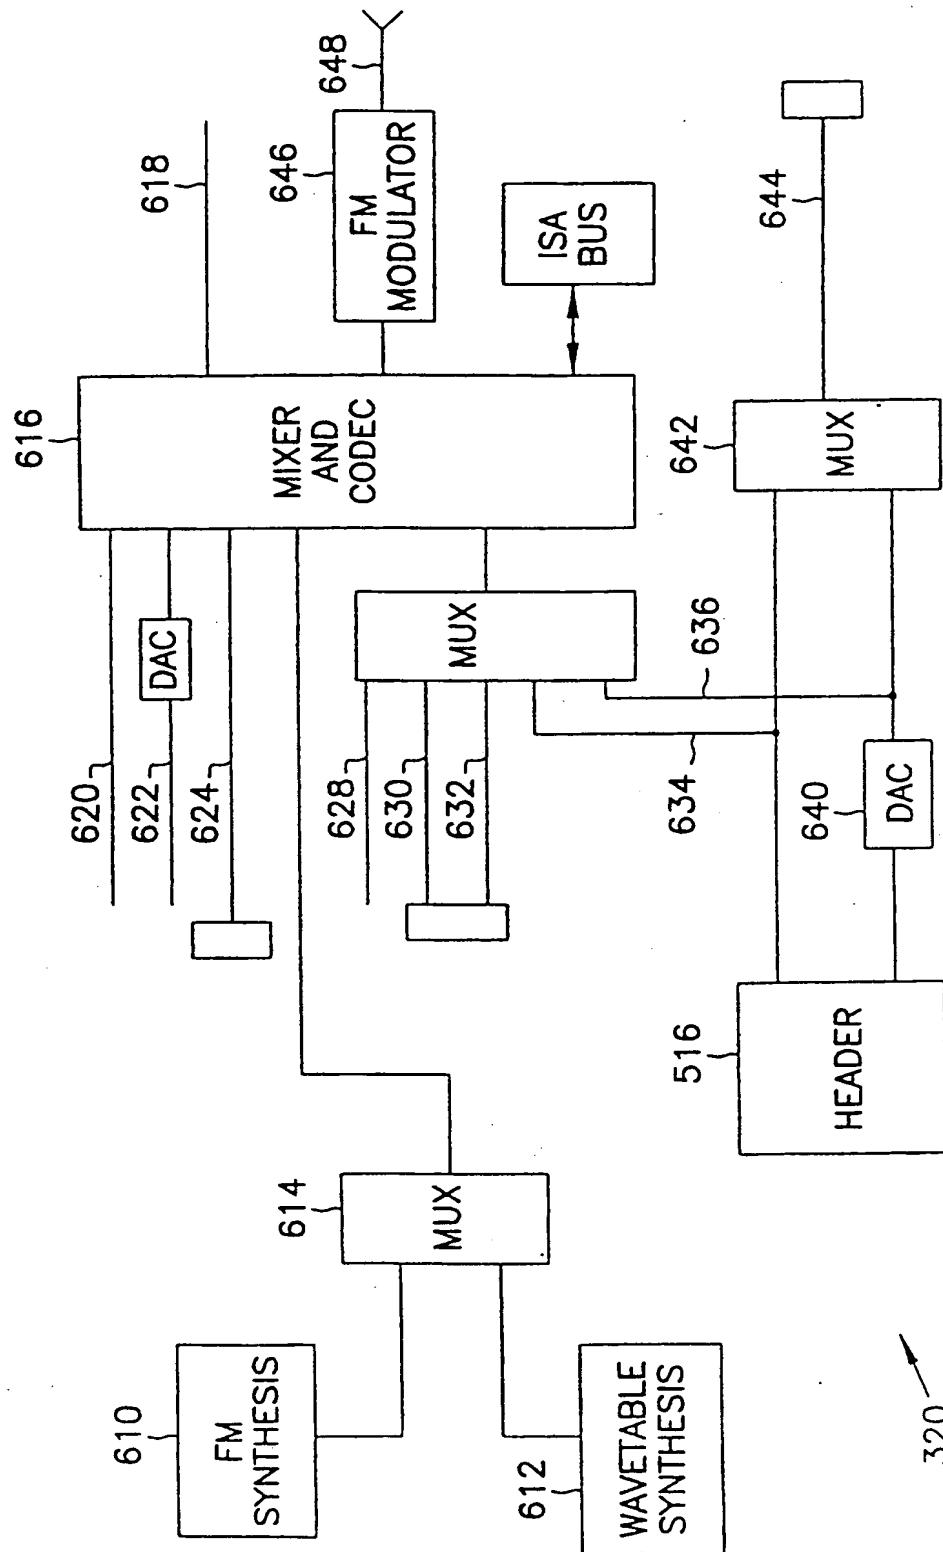 616
620
610
622
DAC
618
624
FM
SYNTHESIS
614
646
648
MIXER
AND
CODEC
628
FM
MODULATOR
630
MUX
632
MUX
612
ISA
BUS
WAVETABLE
SYNTHESIS
516
634
636
642
644
640
HEADER
MUX
DAC
320